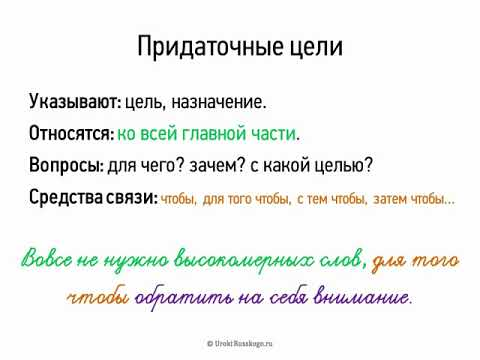 Придаточные цели
Указывают: цель, назначение.
Относятся: ко всей главной части.
Вопросы: для чего? зачем? с какой целью?
Средства связи: чтобы, для того чтобы, с тем чтобы, затем чтобы...
Вовсе не нужно высокомерных слов, для того
чтобы обратить на себя внимание.
© UrokiRusskogo.ru